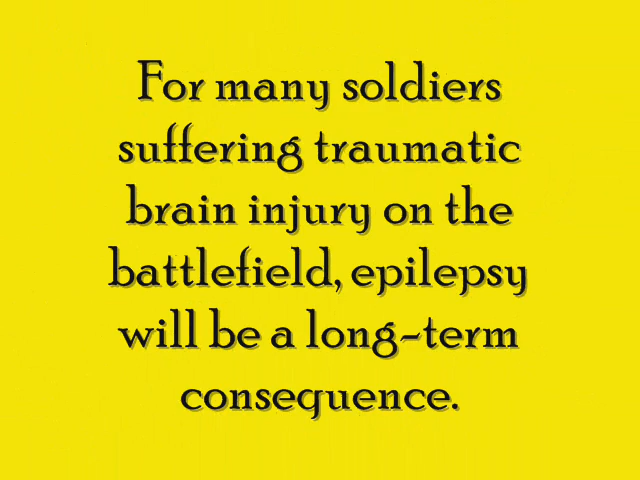 For many soldiers
suffering traumatic
brain injury on the
battlefield, epilepsy
will be a long-term
consequence.